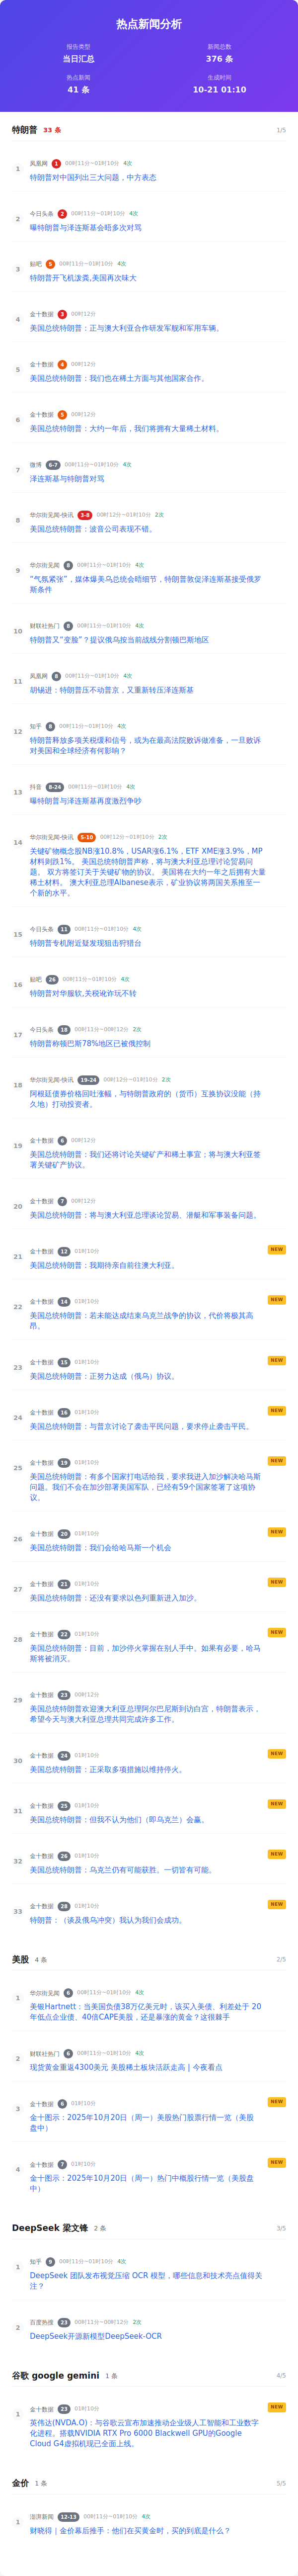 热点新闻分析
报告类型
新闻总数
当日汇总
376 条
热点新闻
生成时间
41 条
10-21 01:10
特朗普 33 条 1/5
1 凤凰网 1 00时11分~01时10分 4次
特朗普对中国列出三大问题，中方表态
2 今日头条 2 00时11分~01时10分 4次
曝特朗普与泽连斯基会晤多次对骂
3 贴吧 5 00时11分~01时10分 4次
特朗普开飞机泼粪,美国再次味大
4 金十数据 3 00时12分
美国总统特朗普：正与澳大利亚合作研发军舰和军用车辆。
5 金十数据 4 00时12分
美国总统特朗普：我们也在稀土方面与其他国家合作。
6 金十数据 5 00时12分
美国总统特朗普：大约一年后，我们将拥有大量稀土材料。
7 微博 6-7 00时11分~01时10分 4次
泽连斯基与特朗普对骂
8 华尔街见闻-快讯 3-8 00时12分~01时10分 2次
美国总统特朗普：波音公司表现不错。
9 华尔街见闻 8 00时11分~01时10分 4次
"气氛紧张"，媒体爆美乌总统会晤细节，特朗普敦促泽连斯基接受俄罗
斯条件
10 财联社热门 8 00时11分~01时10分 4次
特朗普又"变脸"？提议俄乌按当前战线分割顿巴斯地区
11 凤凰网 8 00时11分~01时10分 4次
胡锡进：特朗普压不动普京，又重新转压泽连斯基
12 知乎 8 00时11分~01时10分 4次
特朗普释放多项关税缓和信号，或为在最高法院败诉做准备，一旦败诉
对美国和全球经济有何影响？
13 抖音 8-24 00时11分~01时10分 4次
曝特朗普与泽连斯基再度激烈争吵
14 华尔街见闻-快讯 5-10 00时12分~01时10分 2次
关键矿物概念股NB涨10.8%，USAR涨6.1%，ETF XME涨3.9%，MP
材料则跌1%。 美国总统特朗普声称，将与澳大利亚总理讨论贸易问
题。 双方将签订关于关键矿物的协议。 美国将在大约一年之后拥有大量
稀土材料。 澳大利亚总理Albanese表示，矿业协议将两国关系推至一
个新的水平。
15 今日头条 11 00时11分~01时10分 4次
特朗普专机附近疑发现狙击狩猎台
16 贴吧 26 00时11分~01时10分 4次
特朗普对华服软,关税讹诈玩不转
17 今日头条 18 00时11分~00时12分 2次
特朗普称顿巴斯78%地区已被俄控制
18 华尔街见闻-快讯 19-24 00时12分~01时10分 2次
阿根廷债券价格回吐涨幅，与特朗普政府的（货币）互换协议没能（持
久地）打动投资者。
19 金十数据 6 00时12分
美国总统特朗普：我们还将讨论关键矿产和稀土事宜；将与澳大利亚签
署关键矿产协议。
20 金十数据 7 00时12分
美国总统特朗普：将与澳大利亚总理谈论贸易、潜艇和军事装备问题。
21 金十数据 12 01时10分 NEW
美国总统特朗普：我期待亲自前往澳大利亚。
22 金十数据 14 01时10分 NEW
美国总统特朗普：若未能达成结束乌克兰战争的协议，代价将极其高
昂。
23 金十数据 15 01时10分 NEW
美国总统特朗普：正努力达成（俄乌）协议。
24 金十数据 16 01时10分 NEW
美国总统特朗普：与普京讨论了袭击平民问题，要求停止袭击平民。
25 金十数据 19 01时10分 NEW
美国总统特朗普：有多个国家打电话给我，要求我进入加沙解决哈马斯
问题。我们不会在加沙部署美国军队，已经有59个国家签署了这项协
议。
26 金十数据 20 01时10分 NEW
美国总统特朗普：我们会给哈马斯一个机会
27 金十数据 21 01时10分 NEW
美国总统特朗普：还没有要求以色列重新进入加沙。
28 金十数据 22 01时10分 NEW
美国总统特朗普：目前，加沙停火掌握在别人手中。如果有必要，哈马
斯将被消灭。
29 金十数据 23 00时12分
美国总统特朗普欢迎澳大利亚总理阿尔巴尼斯到访白宫，特朗普表示，
希望今天与澳大利亚总理共同完成许多工作。
30 金十数据 24 01时10分 NEW
美国总统特朗普：正采取多项措施以维持停火。
31 金十数据 25 01时10分 NEW
美国总统特朗普：但我不认为他们（即乌克兰）会赢。
32 金十数据 26 01时10分 NEW
美国总统特朗普：乌克兰仍有可能获胜。一切皆有可能。
33 金十数据 28 01时10分 NEW
特朗普：（谈及俄乌冲突）我认为我们会成功。
美股 4 条 2/5
1 华尔街见闻 6 00时11分~01时10分 4次
美银Hartnett：当美国负债38万亿美元时，该买入美债、利差处于 20
年低点企业债、40倍CAPE美股，还是暴涨的黄金？这很棘手
2 财联社热门 6 00时11分~01时10分 4次
现货黄金重返4300美元 美股稀土板块活跃走高 | 今夜看点
3 金十数据 6 01时10分 NEW
金十图示：2025年10月20日（周一）美股热门股票行情一览（美股
盘中）
4 金十数据 7 01时10分 NEW
金十图示：2025年10月20日（周一）热门中概股行情一览（美股盘
中）
DeepSeek 梁文锋 2 条 3/5
1 知乎 9 00时11分~01时10分 4次
DeepSeek 团队发布视觉压缩 OCR 模型，哪些信息和技术亮点值得关
注？
2 百度热搜 23 00时11分~00时12分 2次
DeepSeek开源新模型DeepSeek-OCR
谷歌 google gemini 1 条 4/5
1 金十数据 23 01时10分 NEW
英伟达(NVDA.O)：与谷歌云宣布加速推动企业级人工智能和工业数字
化进程。搭载NVIDIA RTX Pro 6000 Blackwell GPU的Google
Cloud G4虚拟机现已全面上线。
金价 1 条 5/5
1 澎湃新闻 12-13 00时11分~01时10分 4次
财晓得｜金价幕后推手：他们在买黄金时，买的到底是什么？